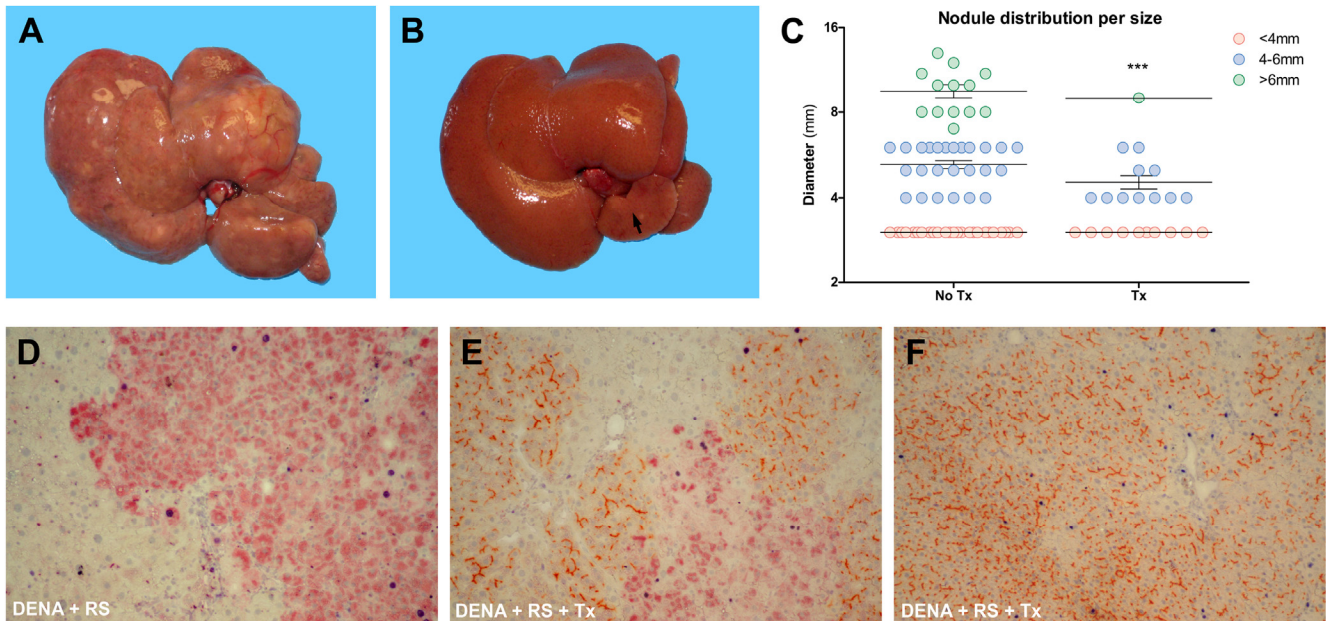 A
B
C
Nodule distribution per size
<4mm
4-6mm
>6mm
***
Diameter (mm)
16
8
4
2
No Tx
Tx
D
DENA + RS
E
DENA + RS + Tx
F
DENA + RS + Tx